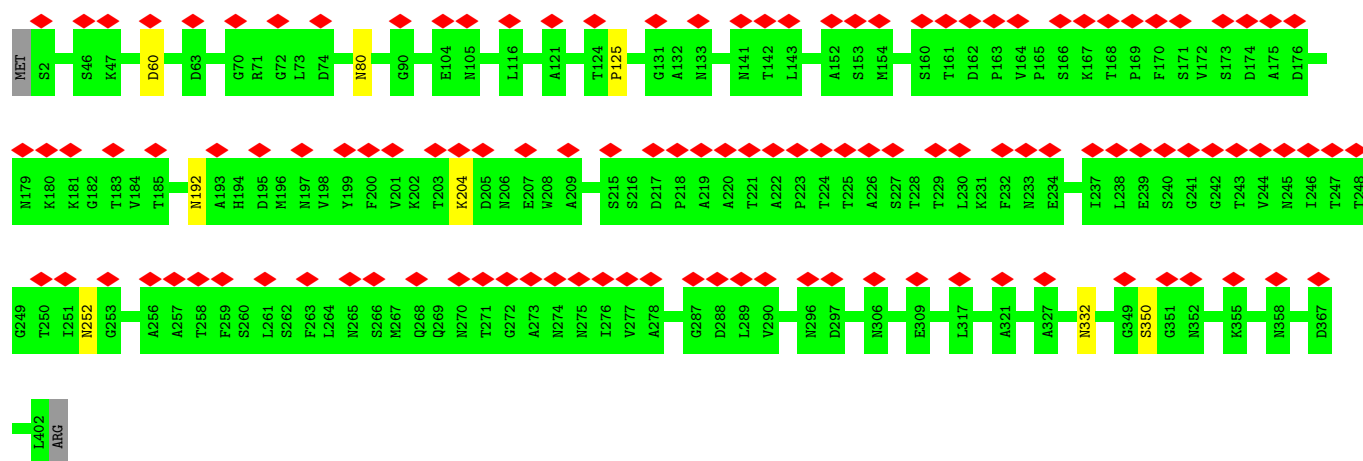 MET S2 S46 K47 D60 D63 G70 R71 G72 L73 D74 N80 G90 E104 N105 L116 A121 T124 P125 G131 A132 N133 N141 T142 L143 A152 S153 M154 S160 T161 D162 P163 V164 P165 S166 K167 T168 P169 F170 S171 V172 S173 D174 A175 D176
N179 K180 K181 G182 T183 V184 T185 N192 A193 H194 D195 M196 N197 V198 Y199 F200 V201 K202 T203 K204 D205 N206 E207 W208 A209 S215 S216 D217 P218 A219 A220 T221 A222 P223 T224 T225 A226 S227 T228 T229 L230 K231 F232 N233 E234 I237 L238 E239 S240 G241 G242 T243 V244 N245 I246 T247 T248
G249 T250 I251 N252 G253 A256 A257 T258 F259 S260 L261 S262 F263 L264 N265 S266 M267 Q268 Q269 N270 T271 G272 A273 N274 N275 I276 V277 A278 G287 D288 L289 V290 N296 D297 N306 E309 L317 A321 A327 N332 G349 S350 G351 N352 K355 N358 D367
L402 ARG